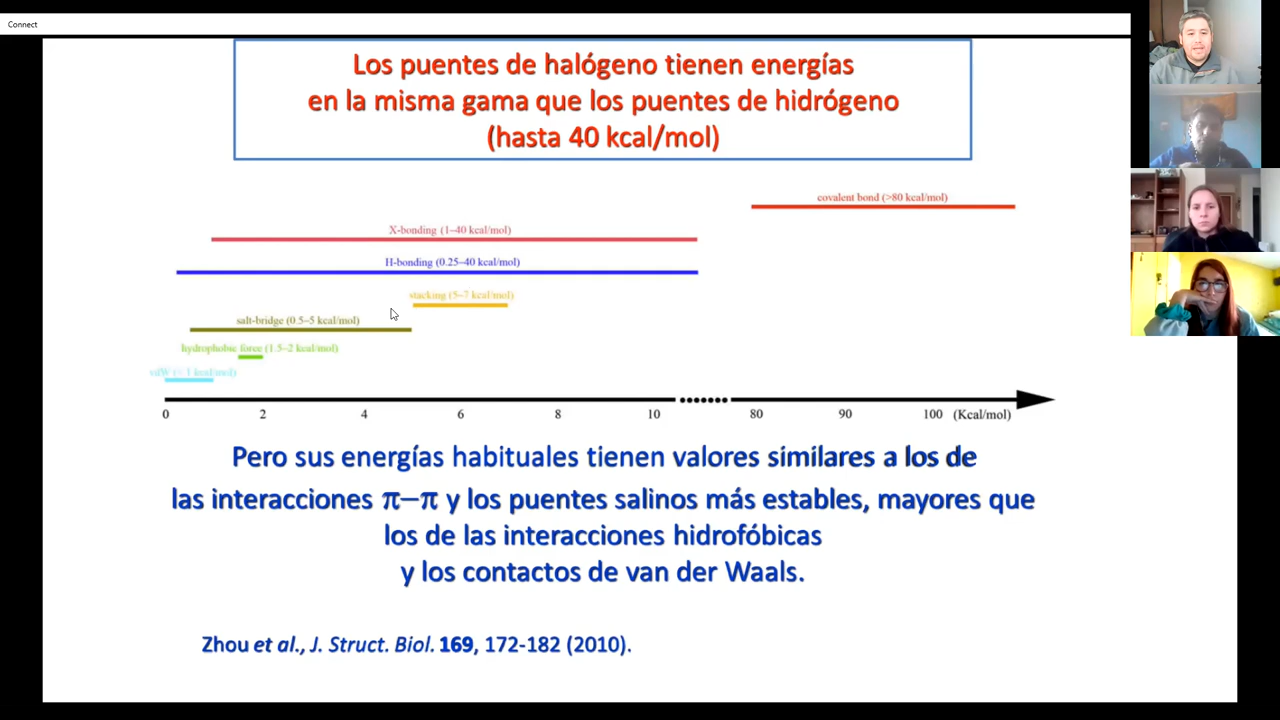 Connect
Los puentes de halógeno tienen energías
en la misma gama que los puentes de hidrógeno
(hasta 40 kcal/mol)
covalent bond (>80 kcal/mol)
X-bonding (1–40 kcal/mol)
H-bonding (0.25–40 kcal/mol)
stacking (5–7 kcal/mol)
salt-bridge (0.5–5 kcal/mol)
hydrophobic force (1.5–2 kcal/mol)
vdW (< 1 kcal/mol)
0 2 4 6 8 10 80 90 100 (Kcal/mol)
Pero sus energías habituales tienen valores similares a los de
las interacciones π–π y los puentes salinos más estables, mayores que
los de las interacciones hidrofóbicas
y los contactos de van der Waals.
Zhou et al., J. Struct. Biol. 169, 172-182 (2010).